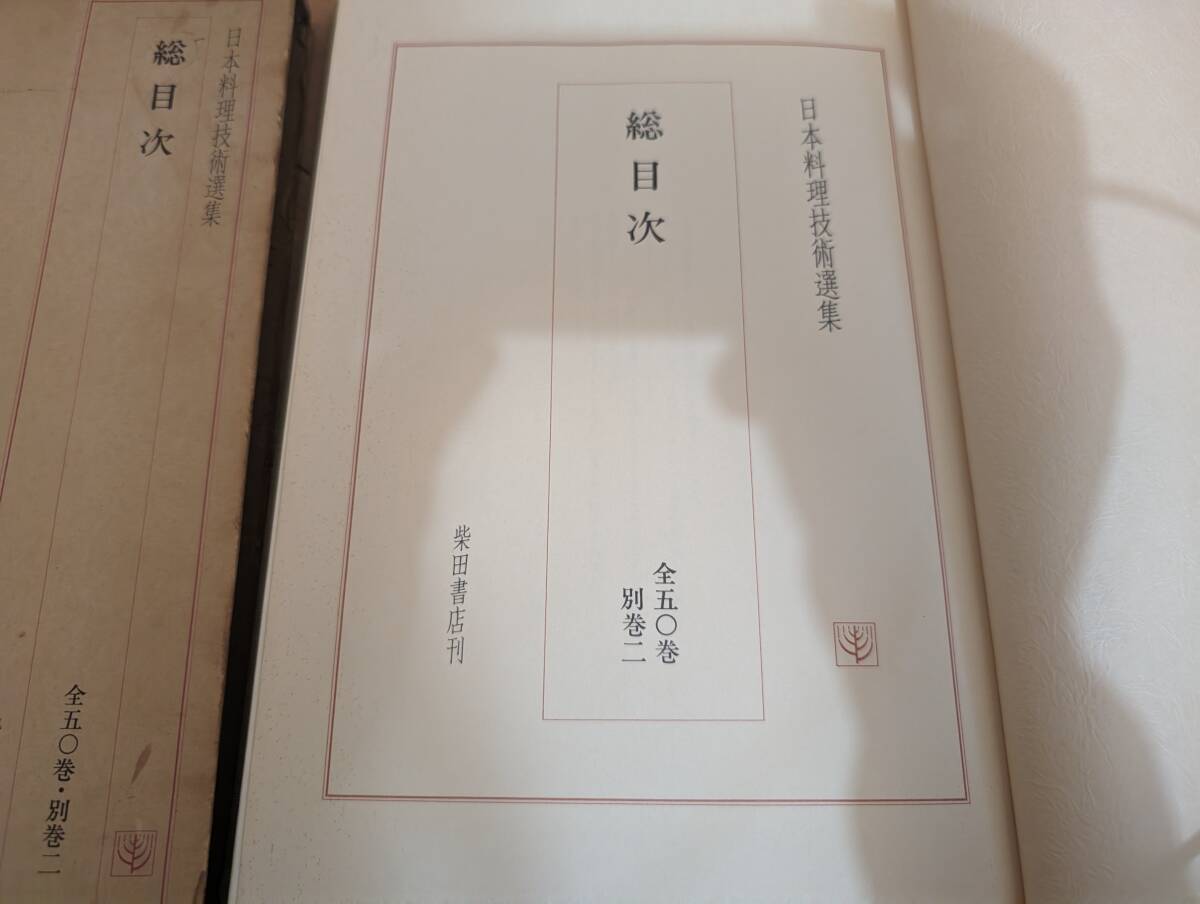 日本料理技術選集
総目次
全五〇巻
別巻二
柴田書店刊
日本料理技術選集
総目次
全五〇巻・別巻二